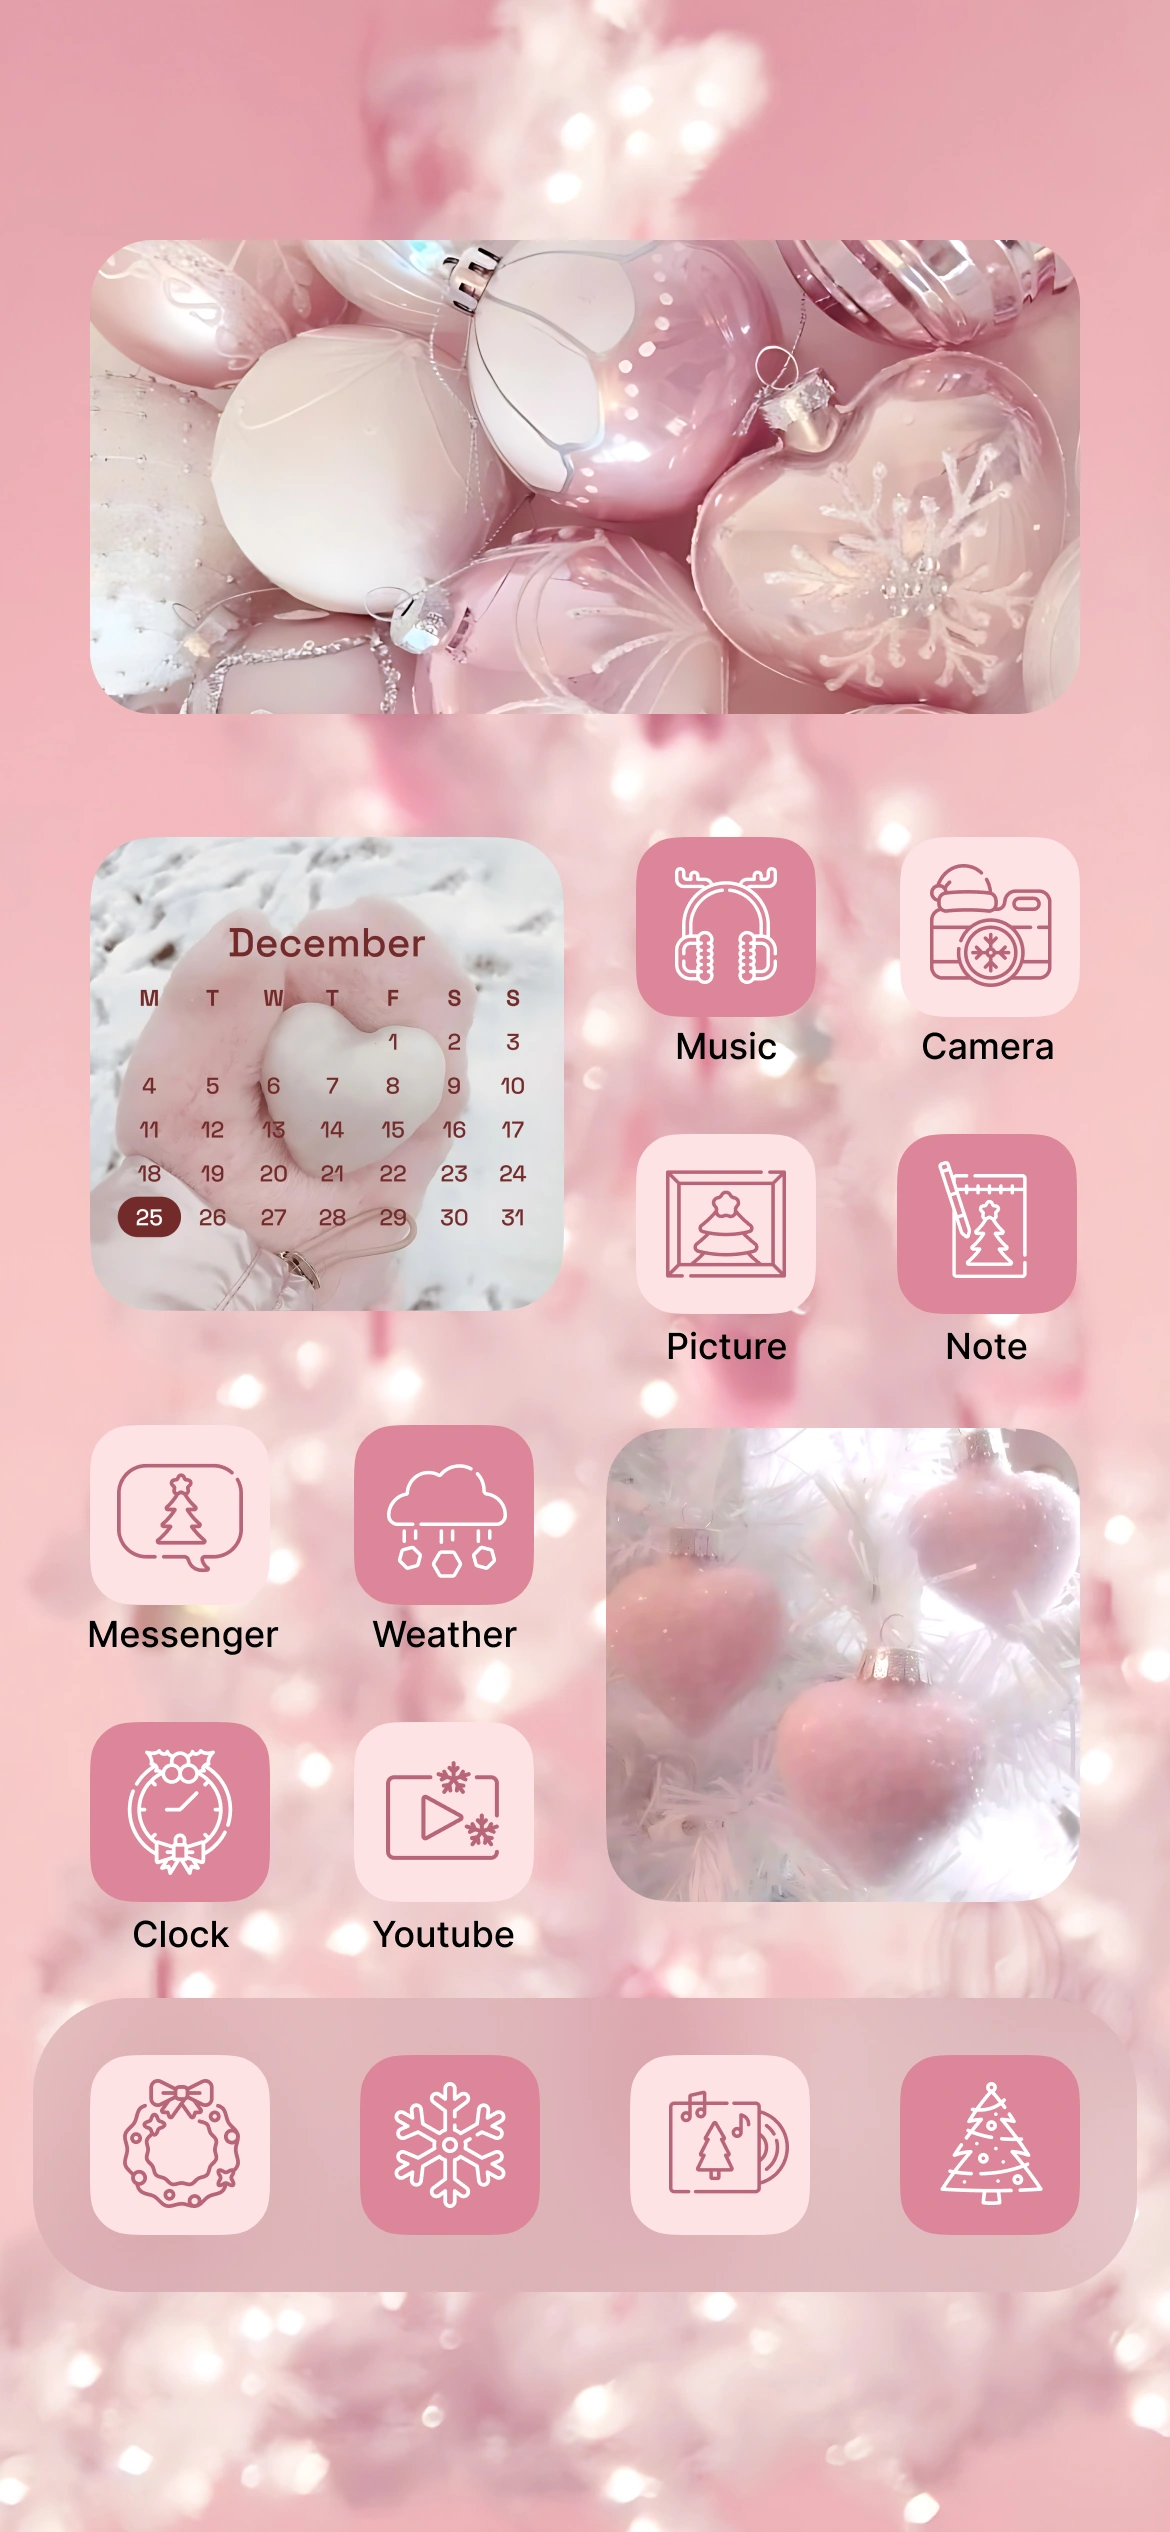 December
M T W T F S S
1 2 3
4 5 6 7 8 9 10
11 12 13 14 15 16 17
18 19 20 21 22 23 24
25 26 27 28 29 30 31
Music
Camera
Picture
Note
Messenger
Weather
Clock
Youtube